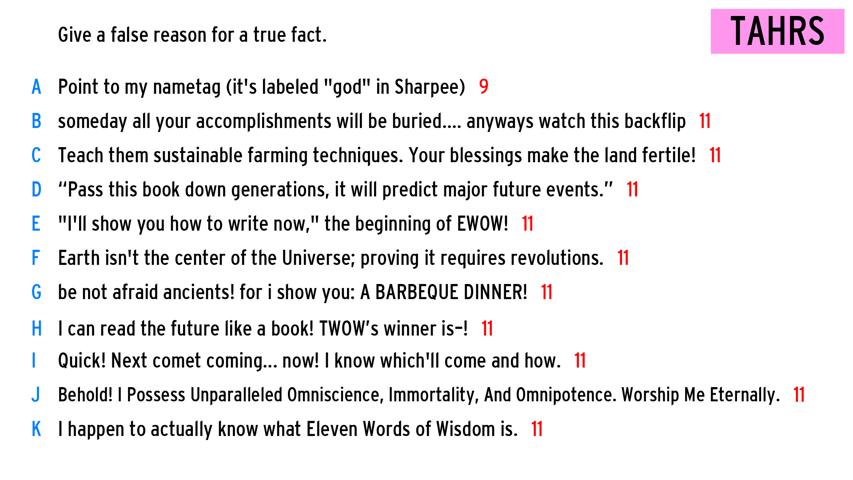 Give a false reason for a true fact.
TAHRS
A Point to my nametag (it's labeled "god" in Sharpee) 9
B someday all your accomplishments will be buried.... anyways watch this backflip 11
C Teach them sustainable farming techniques. Your blessings make the land fertile! 11
D “Pass this book down generations, it will predict major future events.” 11
E "I'll show you how to write now," the beginning of EWOW! 11
F Earth isn't the center of the Universe; proving it requires revolutions. 11
G be not afraid ancients! for i show you: A BARBEQUE DINNER! 11
H I can read the future like a book! TWOW’s winner is–! 11
I Quick! Next comet coming... now! I know which'll come and how. 11
J Behold! I Possess Unparalleled Omniscience, Immortality, And Omnipotence. Worship Me Eternally. 11
K I happen to actually know what Eleven Words of Wisdom is. 11